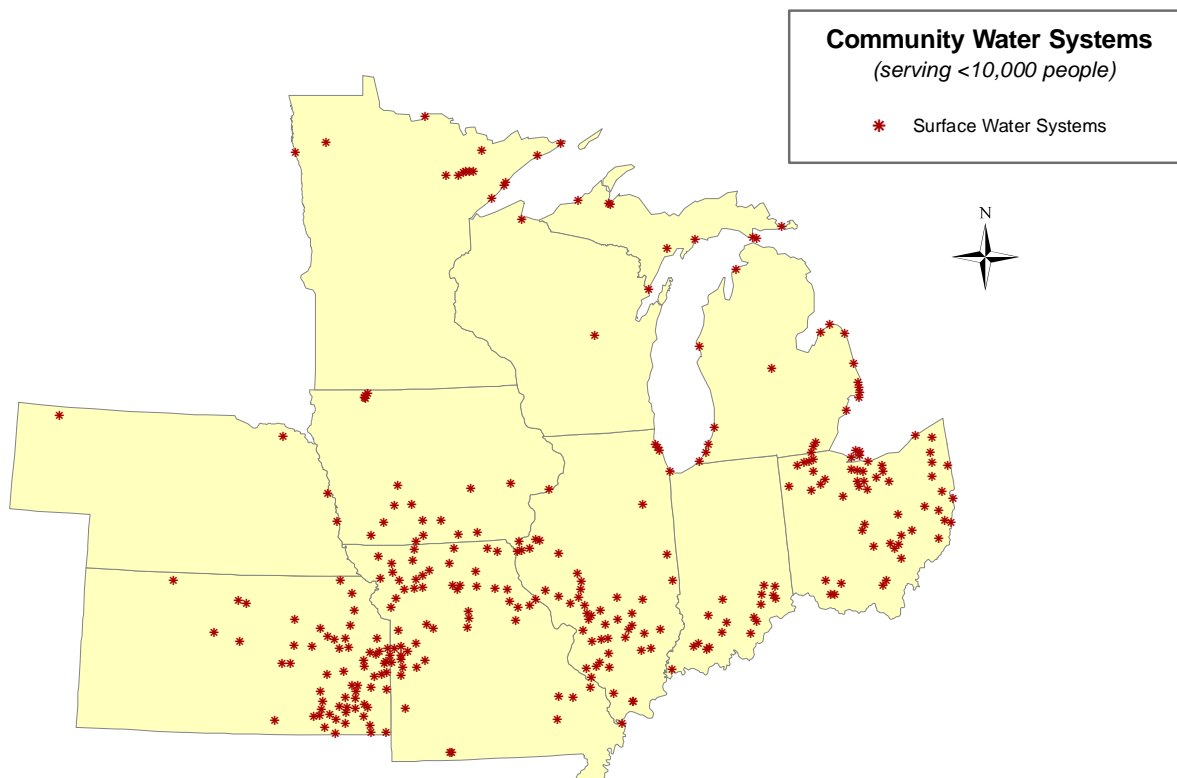 Community Water Systems
(serving <10,000 people)
Surface Water Systems
N